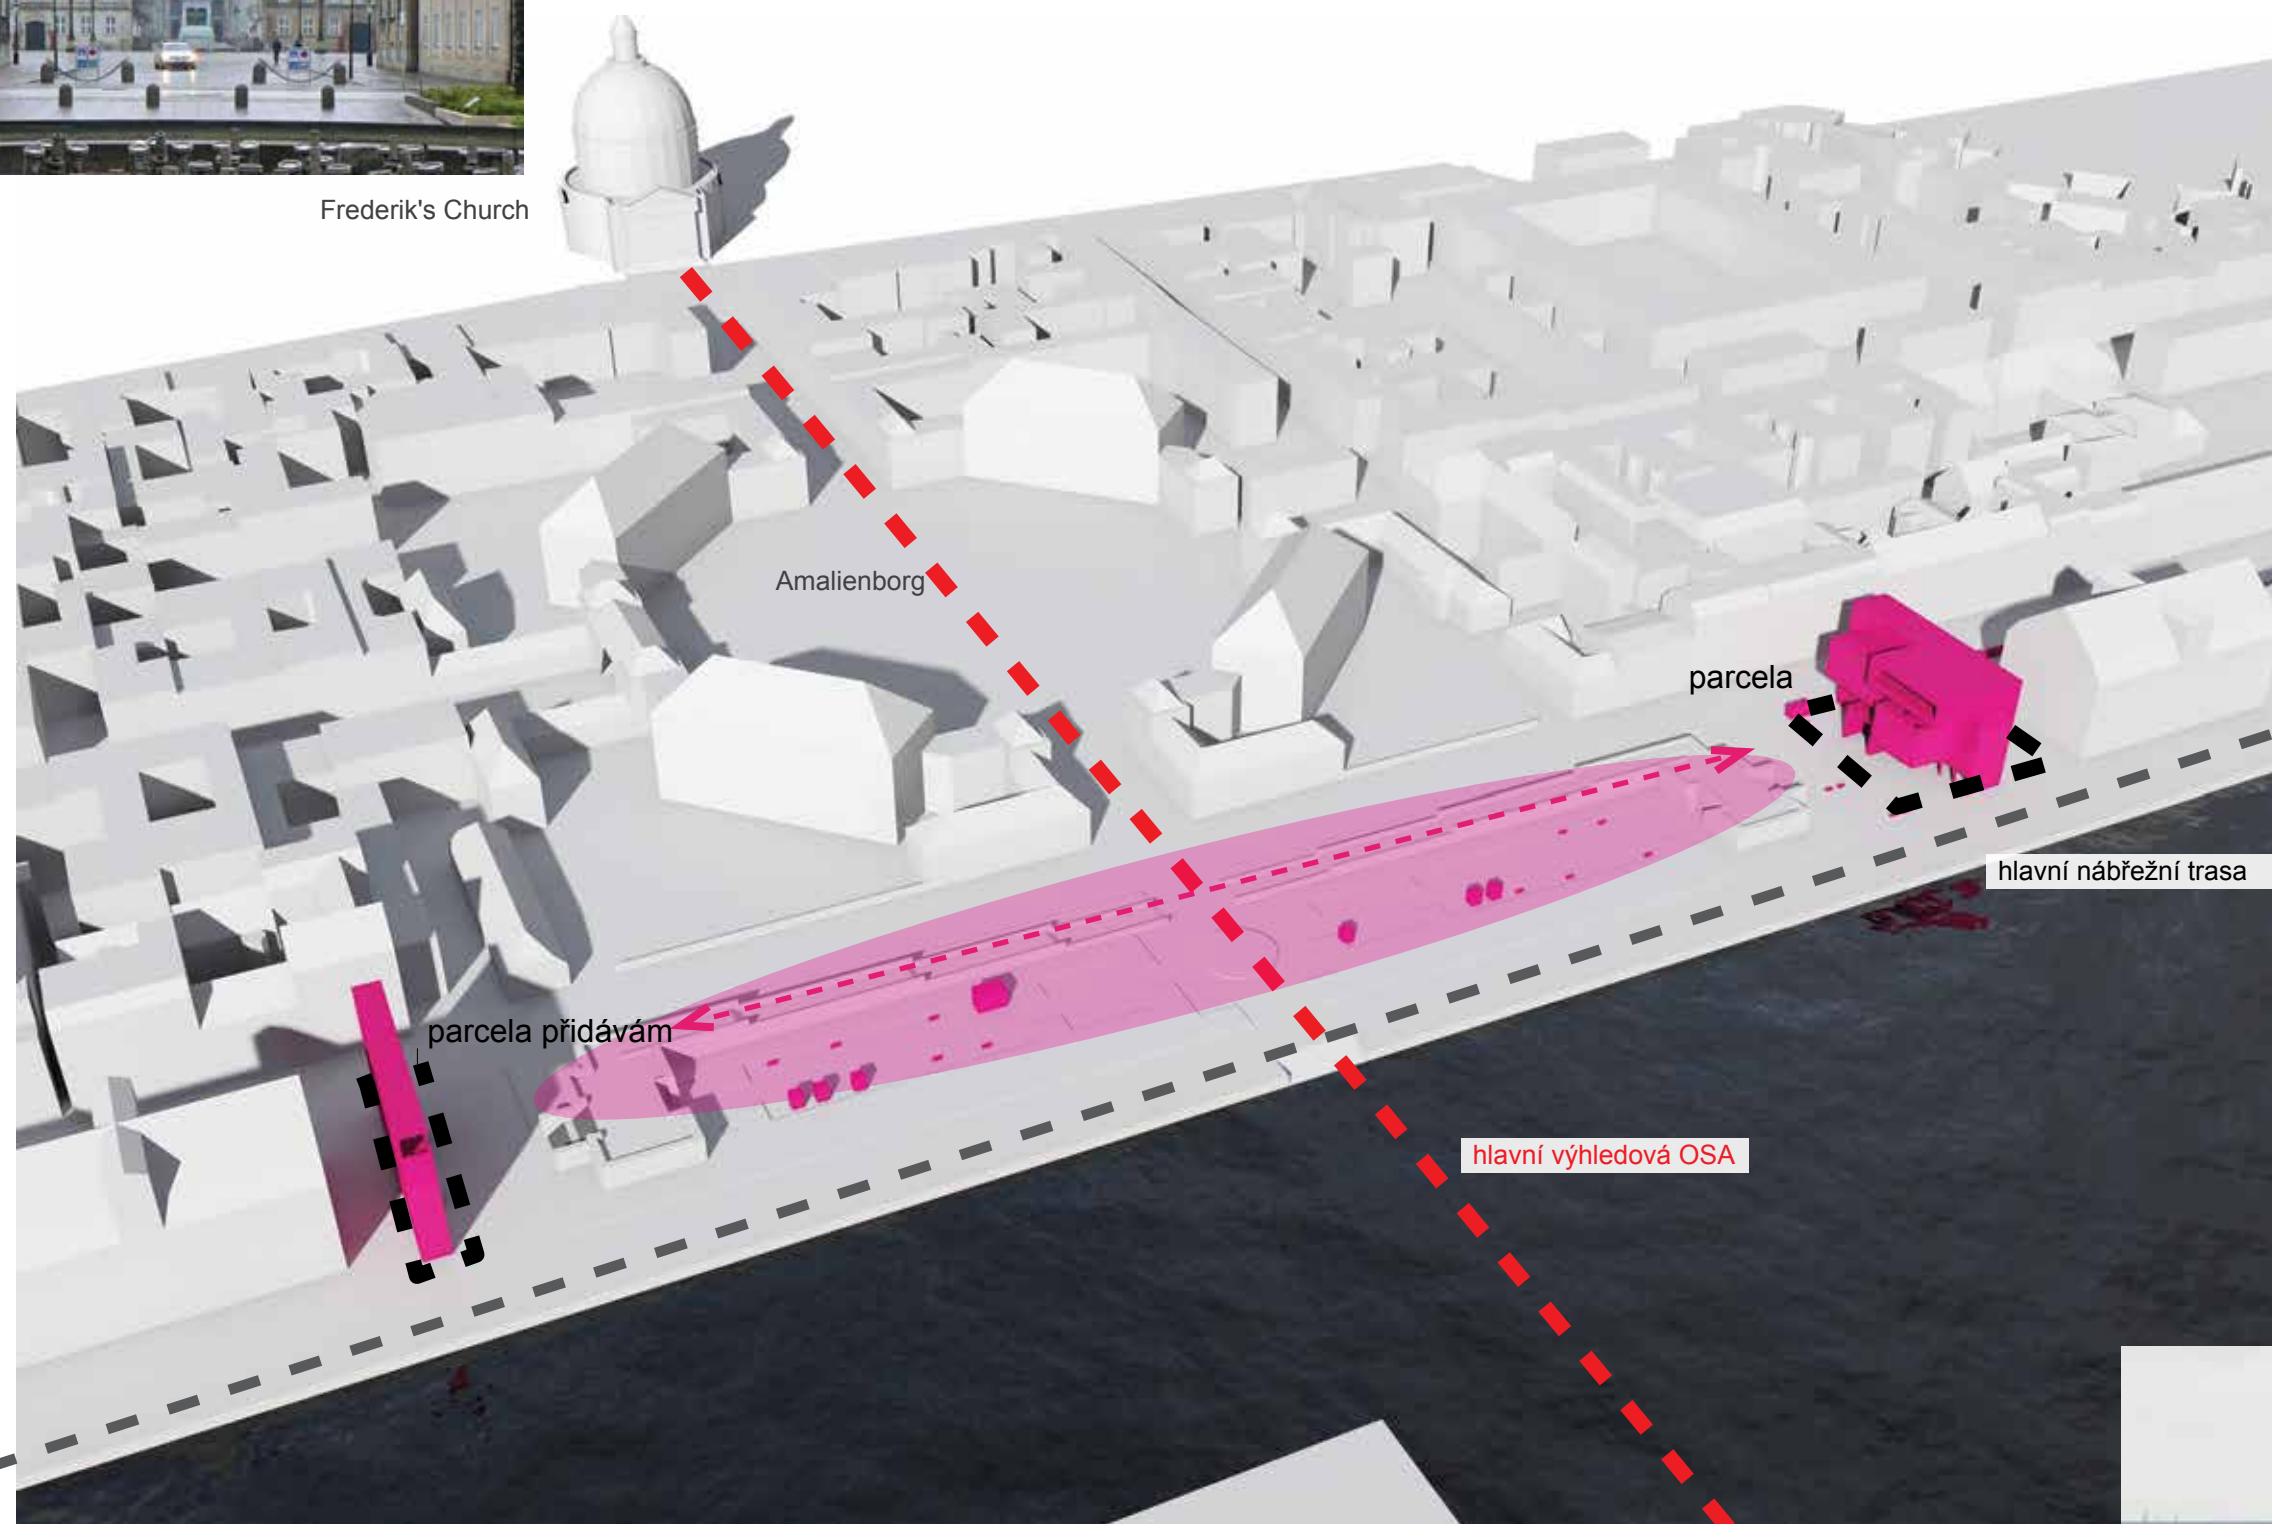 Frederik's Church
Amalienborg
parcela
hlavní nábřežní trasa
parcela přidávám
hlavní výhledová OSA